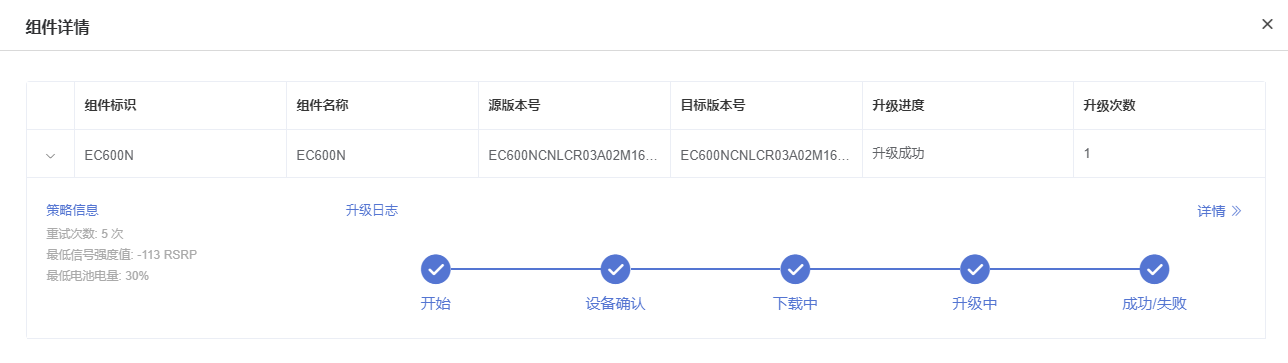 组件详情
组件标识 组件名称 源版本号 目标版本号 升级进度 升级次数
EC600N EC600N EC600NCNLCR03A02M16... EC600NCNLCR03A02M16... 升级成功 1
策略信息 升级日志 详情
重试次数: 5 次
最低信号强度值: -113 RSRP
最低电池电量: 30%
开始 设备确认 下载中 升级中 成功/失败